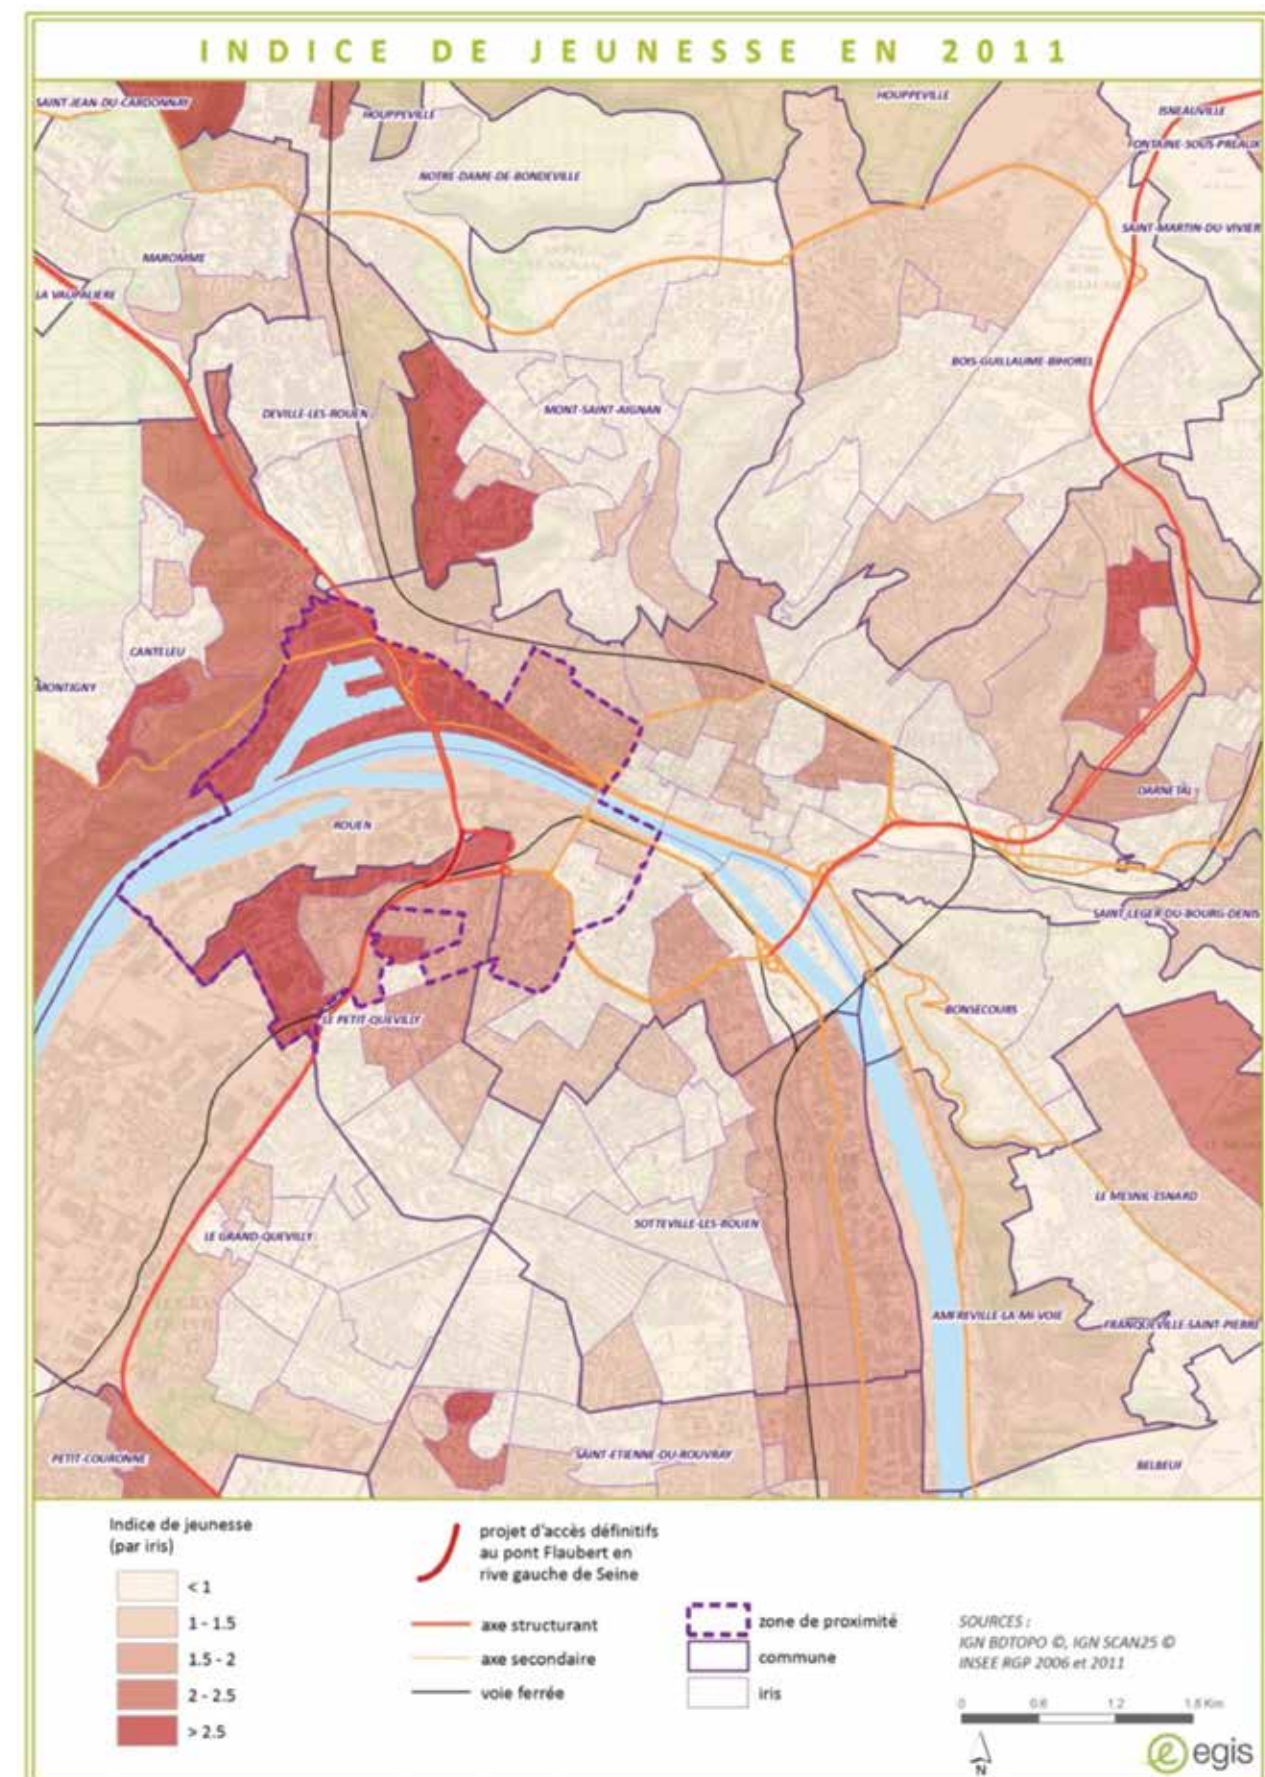 INDICE DE JEUNESSE EN 2011
SAINT-JEAN-DU-CARDONNAY
HOUPPEVILLE
HOUPPEVILLE
ISNEAUVILLE
FONTAINE-SOUS-PREAUX
NOTRE-DAME-DE-BONDEVILLE
SAINT-MARTIN-DU-VIVIER
MAROMME
LA VAUPALIERE
BOIS-GUILLAUME-BIHOREL
DEVILLE-LES-ROUEN
MONT-SAINT-AIGNAN
CANTELEU
MONTIGNY
DARNETAL
ROUEN
SAINT-LEGER-DU-BOURG-DENIS
BONSECOURS
LE PETIT-QUEVILLY
LE MESNIL-ESNARD
SOTTEVILLE-LES-ROUEN
LE GRAND-QUEVILLY
AMFREVILLE-LA-MI-VOIE
FRANQUEVILLE-SAINT-PIERRE
PETIT-COURONNE
SAINT-ETIENNE-DU-ROUVRAY
BELBEUF
Indice de jeunesse
(par iris)
< 1
1 - 1.5
1.5 - 2
2 - 2.5
> 2.5
projet d'accès définitifs
au pont Flaubert en
rive gauche de Seine
axe structurant
axe secondaire
voie ferrée
zone de proximité
commune
iris
SOURCES :
IGN BDTOPO ©, IGN SCAN25 ©
INSEE RGP 2006 et 2011
0 0.6 1.2 1.8 Km
N
egis